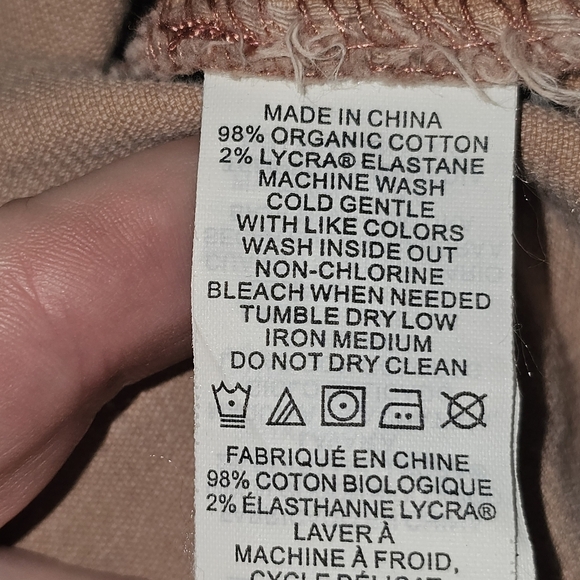 MADE IN CHINA
98% ORGANIC COTTON
2% LYCRA® ELASTANE
MACHINE WASH
COLD GENTLE
WITH LIKE COLORS
WASH INSIDE OUT
NON-CHLORINE
BLEACH WHEN NEEDED
TUMBLE DRY LOW
IRON MEDIUM
DO NOT DRY CLEAN
FABRIQUÉ EN CHINE
98% COTON BIOLOGIQUE
2% ÉLASTHANNE LYCRA®
LAVER À
MACHINE À FROID,
CYCLE DÉLICAT